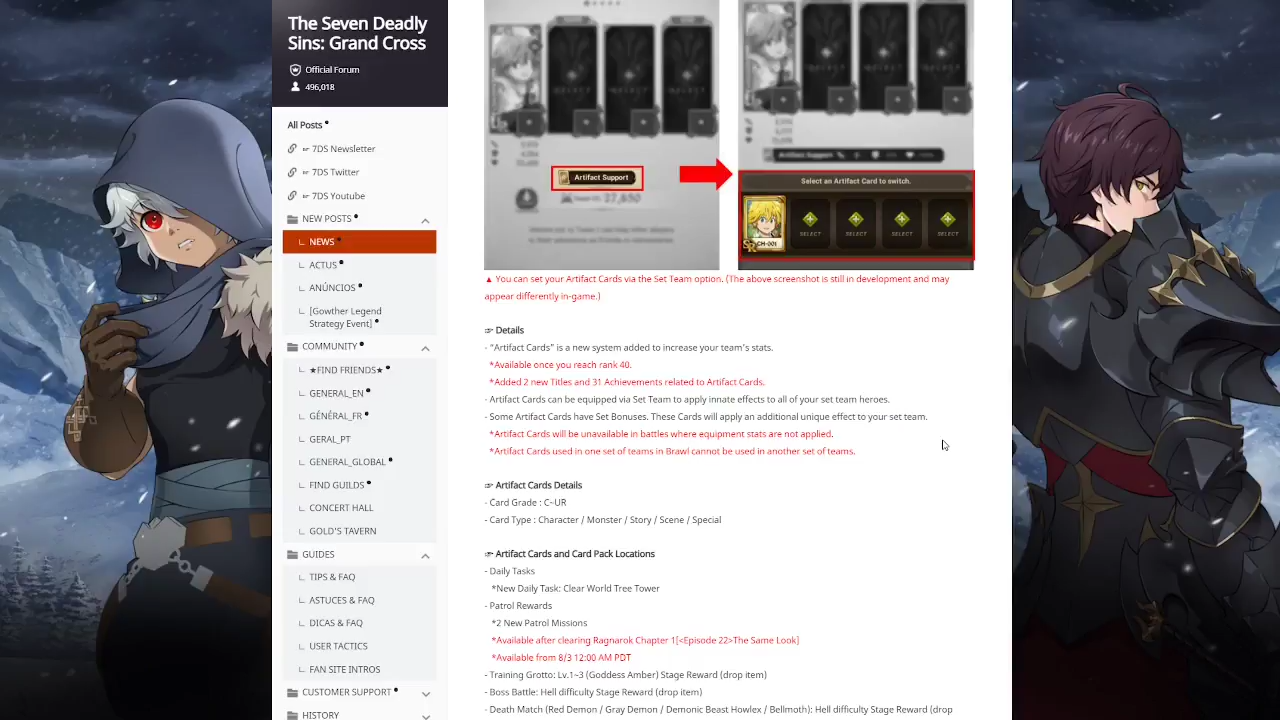 The Seven Deadly
Sins: Grand Cross
Official Forum
496,018
All Posts
☞ 7DS Newsletter
☞ 7DS Twitter
☞ 7DS Youtube
NEW POSTS
NEWS
ACTUS
ANÚNCIOS
[Gowther Legend
Strategy Event]
COMMUNITY
★FIND FRIENDS★
GENERAL_EN
GÉNÉRAL_FR
GERAL_PT
GENERAL_GLOBAL
FIND GUILDS
CONCERT HALL
GOLD'S TAVERN
GUIDES
TIPS & FAQ
ASTUCES & FAQ
DICAS & FAQ
USER TACTICS
FAN SITE INTROS
CUSTOMER SUPPORT
HISTORY
Artifact Support
Artifact Support
Select an Artifact Card to switch.
SR CH-001
SELECT SELECT SELECT SELECT
▲ You can set your Artifact Cards via the Set Team option. (The above screenshot is still in development and may
appear differently in-game.)
☞ Details
- “Artifact Cards” is a new system added to increase your team’s stats.
*Available once you reach rank 40.
*Added 2 new Titles and 31 Achievements related to Artifact Cards.
- Artifact Cards can be equipped via Set Team to apply innate effects to all of your set team heroes.
- Some Artifact Cards have Set Bonuses. These Cards will apply an additional unique effect to your set team.
*Artifact Cards will be unavailable in battles where equipment stats are not applied.
*Artifact Cards used in one set of teams in Brawl cannot be used in another set of teams.
☞ Artifact Cards Details
- Card Grade : C~UR
- Card Type : Character / Monster / Story / Scene / Special
☞ Artifact Cards and Card Pack Locations
- Daily Tasks
*New Daily Task: Clear World Tree Tower
- Patrol Rewards
*2 New Patrol Missions
*Available after clearing Ragnarok Chapter 1[<Episode 22>The Same Look]
*Available from 8/3 12:00 AM PDT
- Training Grotto: Lv.1~3 (Goddess Amber) Stage Reward (drop item)
- Boss Battle: Hell difficulty Stage Reward (drop item)
- Death Match (Red Demon / Gray Demon / Demonic Beast Howlex / Bellmoth): Hell difficulty Stage Reward (drop